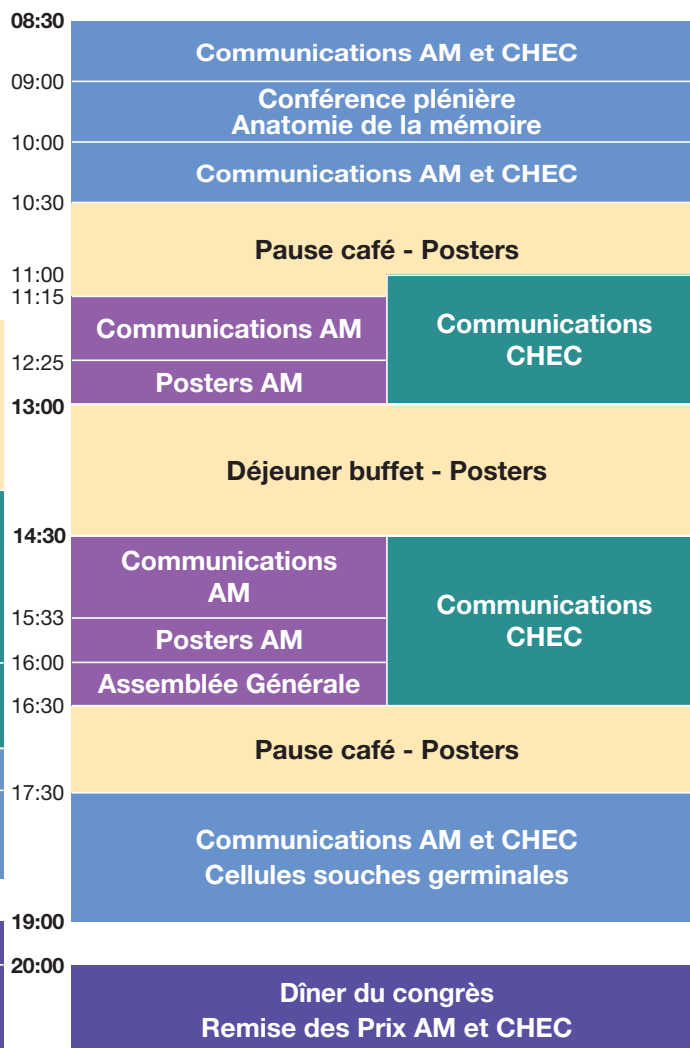 08:30
Communications AM et CHEC
09:00
Conférence plénière
Anatomie de la mémoire
10:00
Communications AM et CHEC
10:30
Pause café - Posters
11:00
11:15
Communications AM
Communications
CHEC
12:25
Posters AM
13:00
Déjeuner buffet - Posters
14:30
Communications
AM
Communications
CHEC
15:33
Posters AM
16:00
Assemblée Générale
16:30
Pause café - Posters
17:30
Communications AM et CHEC
Cellules souches germinales
19:00
20:00
Dîner du congrès
Remise des Prix AM et CHEC